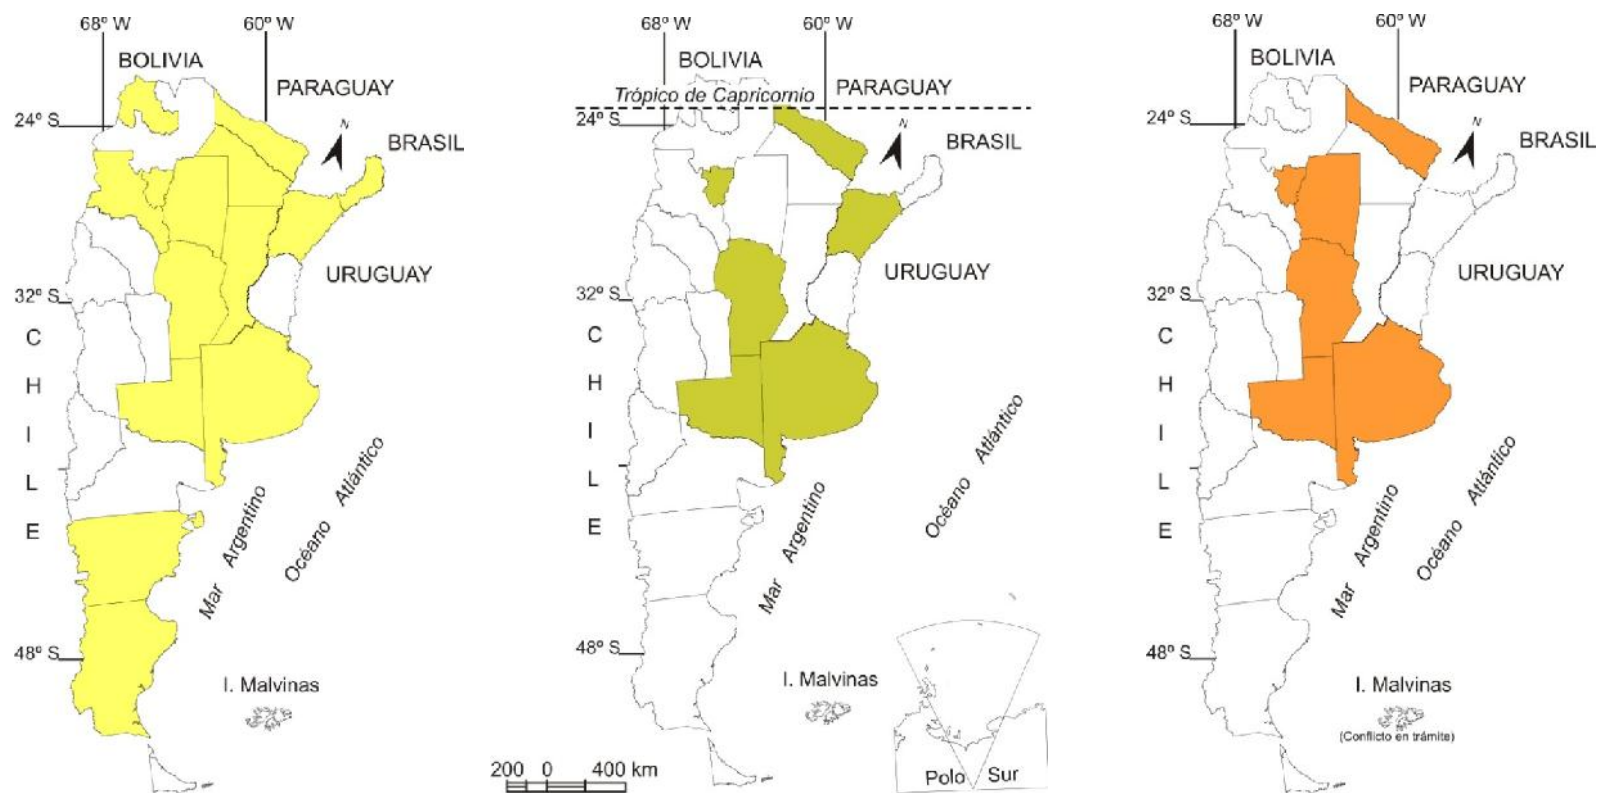 68º W 60º W
BOLIVIA
PARAGUAY
24º S
N
BRASIL
URUGUAY
32º S
C
H
I
L
E
Mar Argentino
Océano Atlántico
48º S
I. Malvinas
68º W 60º W
BOLIVIA
PARAGUAY
Trópico de Capricornio
24º S
N
BRASIL
URUGUAY
32º S
C
H
I
L
E
Mar Argentino
Océano Atlántico
48º S
I. Malvinas
200 0 400 km
Polo Sur
68º W 60º W
BOLIVIA
PARAGUAY
24º S
N
BRASIL
URUGUAY
32º S
C
H
I
L
E
Mar Argentino
Océano Atlántico
48º S
I. Malvinas
(Conflicto en trámite)